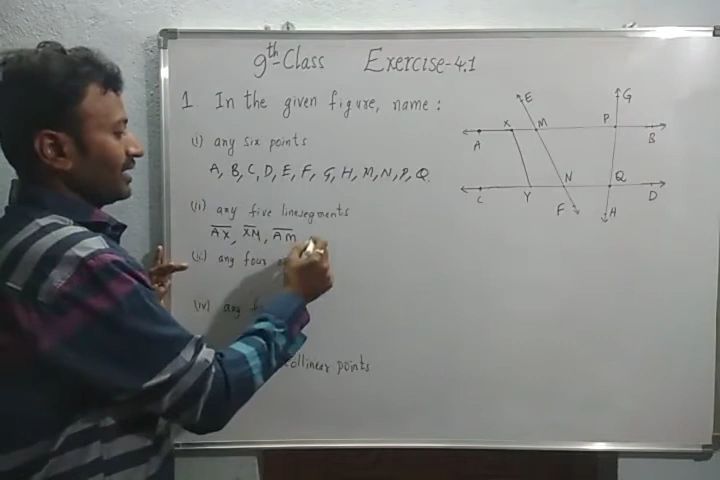 9th Class Exercise-4.1
1. In the given figure, name :
(i) any six points
A, B, C, D, E, F, G, H, M, N, P, Q.
(ii) any five linesegments
AX, XM, AM
(iii) any four
(iv) any
collinear points
E
G
X
M
P
A
B
C
Y
N
Q
D
F
H